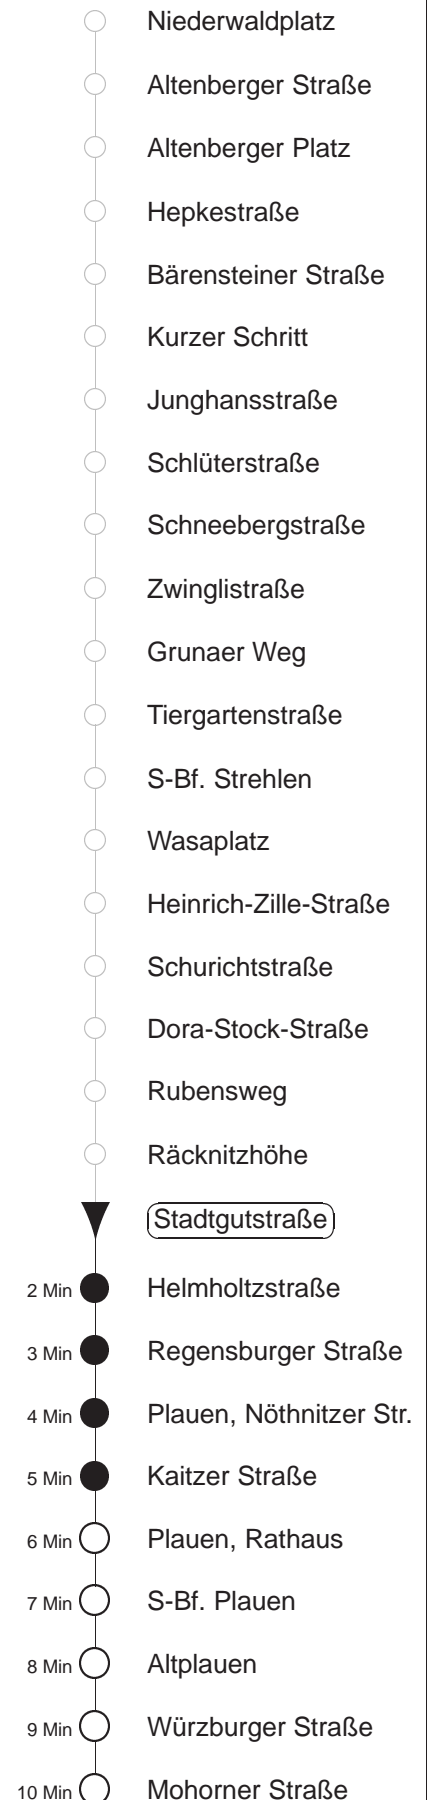 Niederwaldplatz
Altenberger Straße
Altenberger Platz
Hepkestraße
Bärensteiner Straße
Kurzer Schritt
Junghansstraße
Schlüterstraße
Schneebergstraße
Zwinglistraße
Grunaer Weg
Tiergartenstraße
S-Bf. Strehlen
Wasaplatz
Heinrich-Zille-Straße
Schurichtstraße
Dora-Stock-Straße
Rubensweg
Räcknitzhöhe
Stadtgutstraße
2 Min Helmholtzstraße
3 Min Regensburger Straße
4 Min Plauen, Nöthnitzer Str.
5 Min Kaitzer Straße
6 Min Plauen, Rathaus
7 Min S-Bf. Plauen
8 Min Altplauen
9 Min Würzburger Straße
10 Min Mohorner Straße